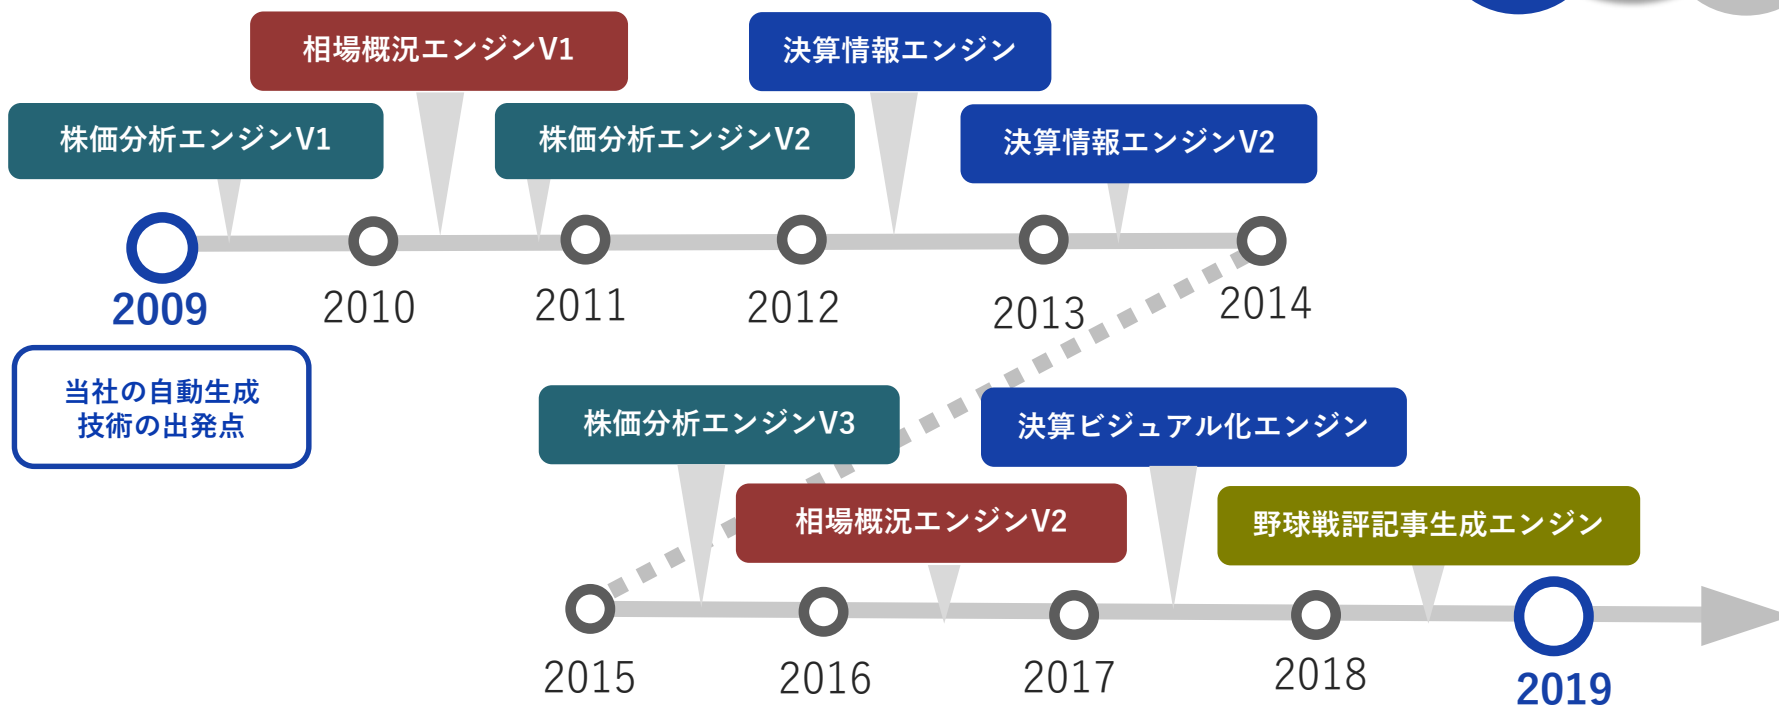 相場概況エンジンV1
決算情報エンジン
株価分析エンジンV1
株価分析エンジンV2
決算情報エンジンV2
2009
2010
2011
2012
2013
2014
当社の自動生成
技術の出発点
株価分析エンジンV3
決算ビジュアル化エンジン
相場概況エンジンV2
野球戦評記事生成エンジン
2015
2016
2017
2018
2019